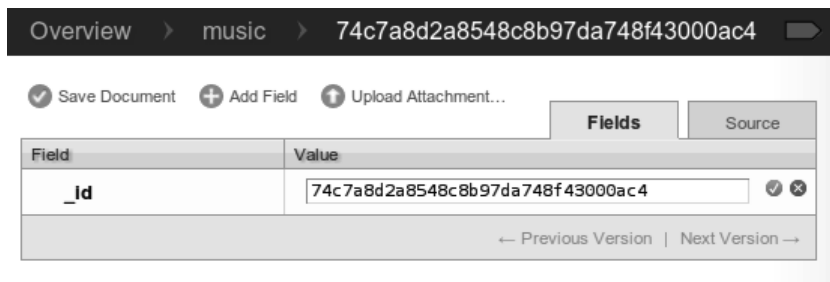 Overview music 74c7a8d2a8548c8b97da748f43000ac4
Save Document Add Field Upload Attachment...
Fields Source
Field Value
_id 74c7a8d2a8548c8b97da748f43000ac4
← Previous Version | Next Version →